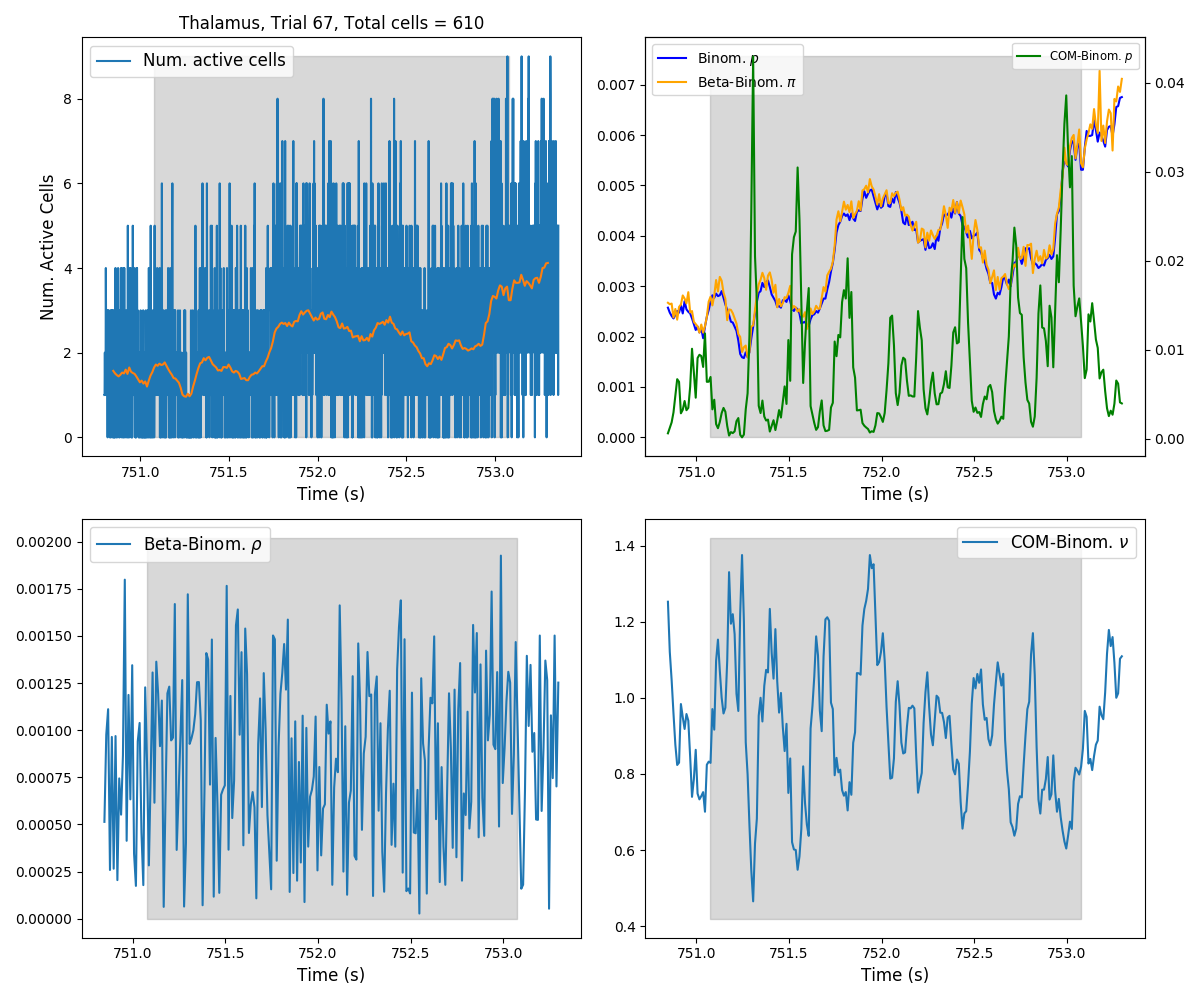 Thalamus, Trial 67, Total cells = 610
Num. active cells
Num. Active Cells
8
6
4
2
0
751.0 751.5 752.0 752.5 753.0
Time (s)
Binom. p
Beta-Binom. π
COM-Binom. p
0.007
0.006
0.005
0.004
0.003
0.002
0.001
0.000
0.04
0.03
0.02
0.01
0.00
751.0 751.5 752.0 752.5 753.0
Time (s)
Beta-Binom. ρ
0.00200
0.00175
0.00150
0.00125
0.00100
0.00075
0.00050
0.00025
0.00000
751.0 751.5 752.0 752.5 753.0
Time (s)
COM-Binom. ν
1.4
1.2
1.0
0.8
0.6
0.4
751.0 751.5 752.0 752.5 753.0
Time (s)